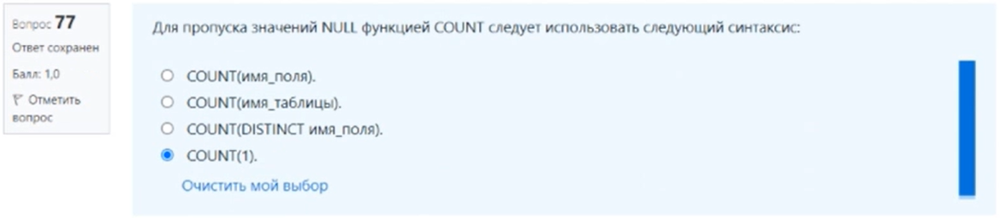 Вопрос 77
Ответ сохранен
Балл: 1,0
Отметить
вопрос
Для пропуска значений NULL функцией COUNT следует использовать следующий синтаксис:
COUNT(имя_поля).
COUNT(имя_таблицы).
COUNT(DISTINCT имя_поля).
COUNT(1).
Очистить мой выбор